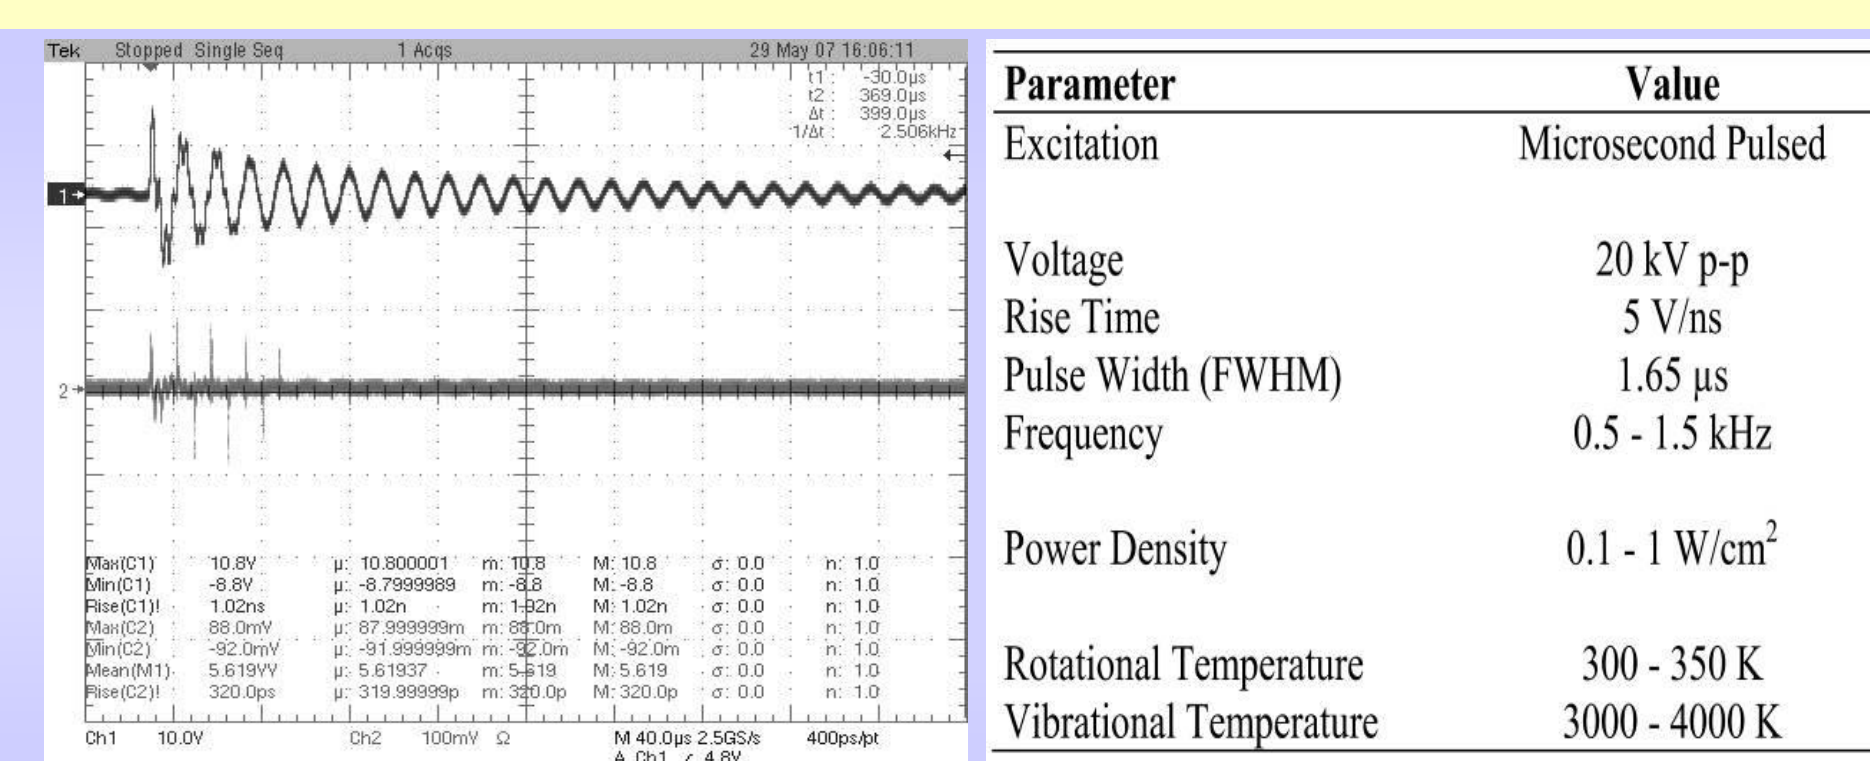 Tek Stopped Single Seq 1 Acqs 29 May 07 16:06:11
t1 : -30.0µs
t2 : 369.0µs
Δt : 399.0µs
1/Δt : 2.506kHz
1
2
Max(C1) 10.8V µ: 10.800001 m: 10.8 M: 10.8 σ: 0.0 n: 1.0
Min(C1) -8.8V µ: -8.7999989 m: -8.8 M: -8.8 σ: 0.0 n: 1.0
Rise(C1)! 1.02ns µ: 1.02n m: 1.02n M: 1.02n σ: 0.0 n: 1.0
Max(C2) 88.0mV µ: 87.999999m m: 88.0m M: 88.0m σ: 0.0 n: 1.0
Min(C2) -92.0mV µ: -91.999999m m: -92.0m M: -92.0m σ: 0.0 n: 1.0
Mean(M1) 5.619VV µ: 5.61937 m: 5.619 M: 5.619 σ: 0.0 n: 1.0
Rise(C2)! 320.0ps µ: 319.99999p m: 320.0p M: 320.0p σ: 0.0 n: 1.0
Ch1 10.0V Ch2 100mV Ω M 40.0µs 2.5GS/s 400ps/pt
A Ch1 4.8V
Parameter Value
Excitation Microsecond Pulsed
Voltage 20 kV p-p
Rise Time 5 V/ns
Pulse Width (FWHM) 1.65 µs
Frequency 0.5 - 1.5 kHz
Power Density 0.1 - 1 W/cm²
Rotational Temperature 300 - 350 K
Vibrational Temperature 3000 - 4000 K